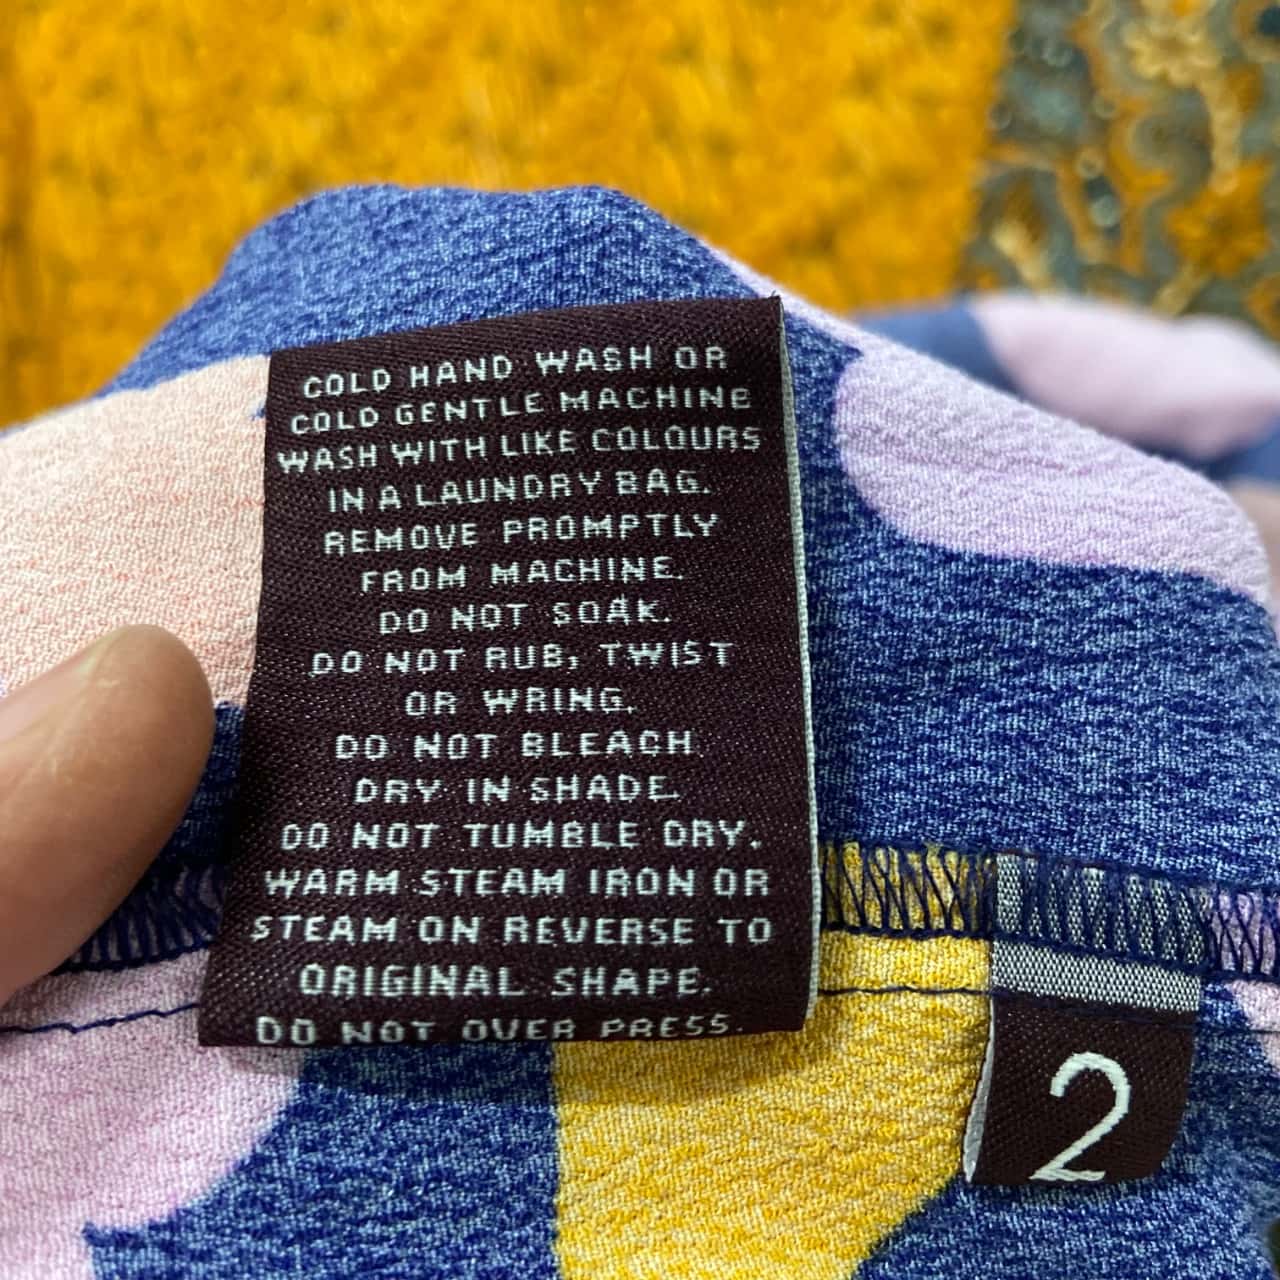 COLD HAND WASH OR
COLD GENTLE MACHINE
WASH WITH LIKE COLOURS
IN A LAUNDRY BAG.
REMOVE PROMPTLY
FROM MACHINE.
DO NOT SOAK.
DO NOT RUB, TWIST
OR WRING.
DO NOT BLEACH.
DRY IN SHADE.
DO NOT TUMBLE DRY.
WARM STEAM IRON OR
STEAM ON REVERSE TO
ORIGINAL SHAPE.
DO NOT OVER PRESS.
2